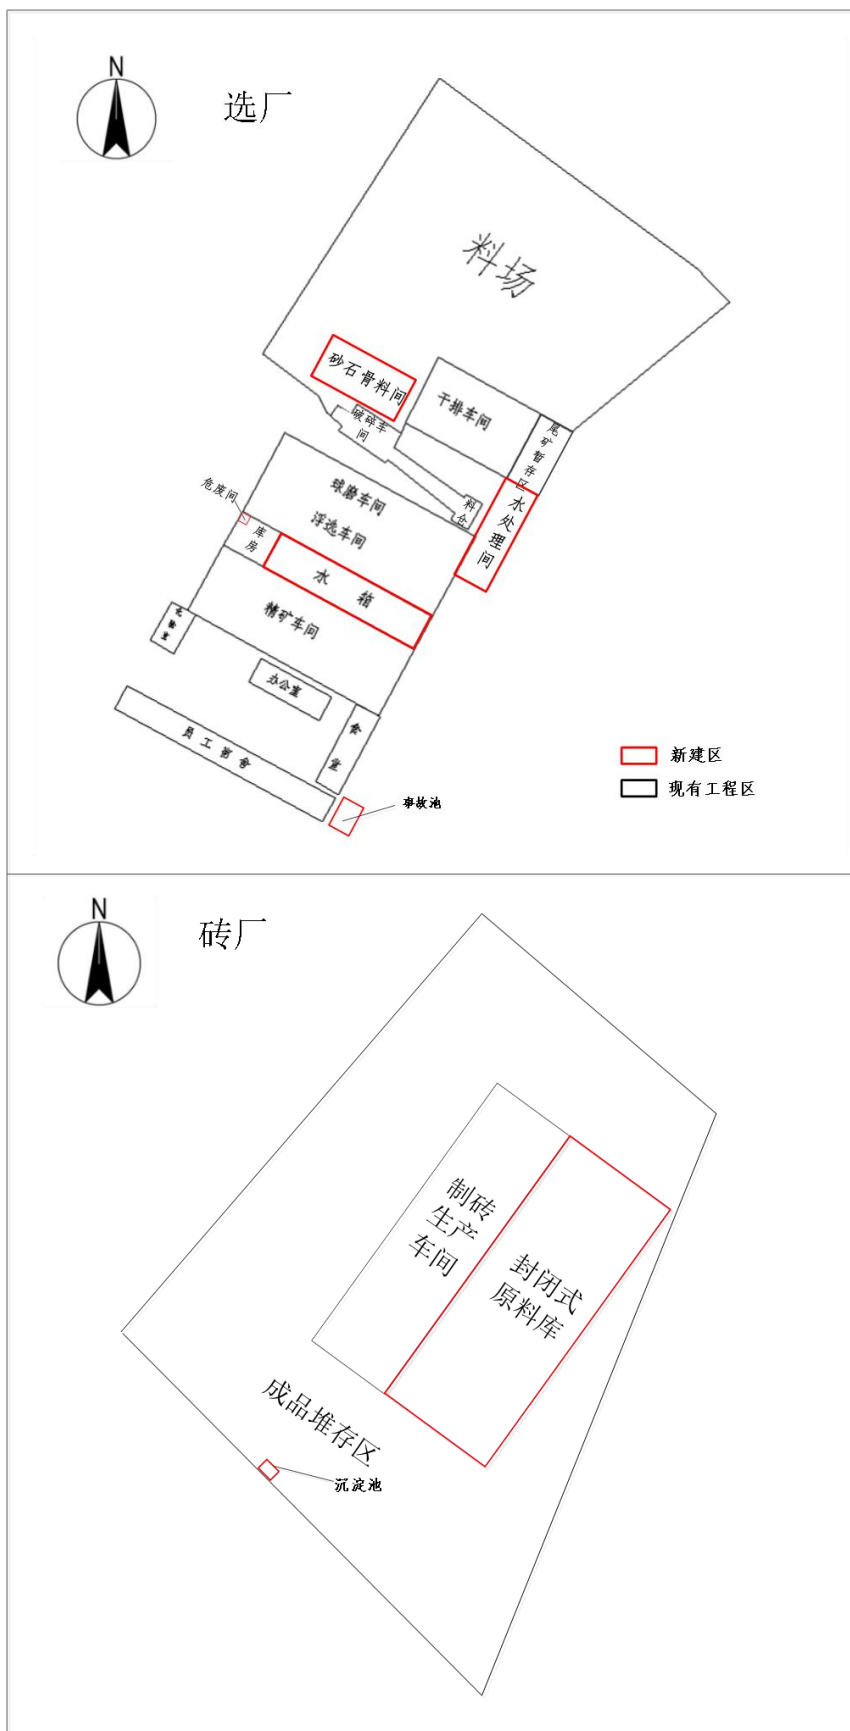 N
选厂
料场
砂石骨料间
干排车间
破碎车
间
尾矿暂存区
料仓
水处理间
球磨车间
浮选车间
危废间
库房
水箱
精矿车间
化验室
办公室
食堂
员工宿舍
事故池
新建区
现有工程区
N
砖厂
制砖
生产
车间
封闭式
原料库
成品堆存区
沉淀池